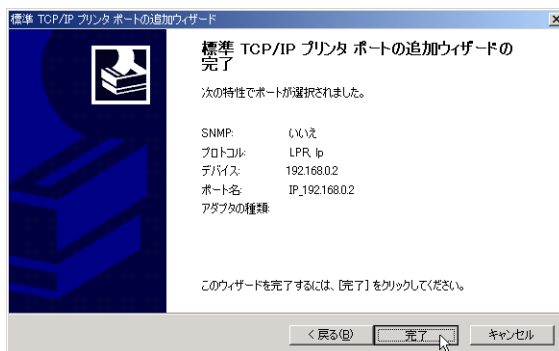 標準 TCP/IP プリンタ ポートの追加ウィザード
標準 TCP/IP プリンタ ポートの追加ウィザードの
完了
次の特性でポートが選択されました。
SNMP: いいえ
プロトコル: LPR, lp
デバイス: 192.168.0.2
ポート名: IP_192.168.0.2
アダプタの種類:
このウィザードを完了するには、[完了] をクリックしてください。
< 戻る(B) 完了 キャンセル